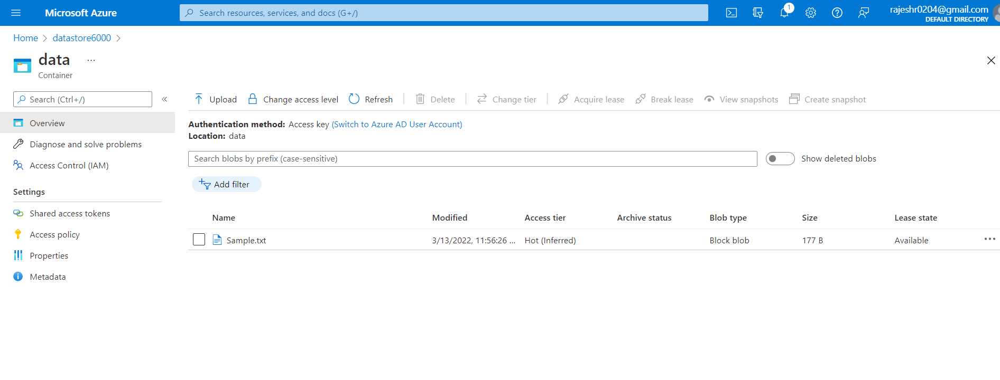 Microsoft Azure
Search resources, services, and docs (G+/)
1
rajeshr0204@gmail.com
DEFAULT DIRECTORY
Home > datastore6000 >
data ...
Container
Search (Ctrl+/) «
Upload Change access level Refresh Delete Change tier Acquire lease Break lease View snapshots Create snapshot
Overview
Diagnose and solve problems
Access Control (IAM)
Settings
Shared access tokens
Access policy
Properties
Metadata
Authentication method: Access key (Switch to Azure AD User Account)
Location: data
Search blobs by prefix (case-sensitive) Show deleted blobs
Add filter
Name Modified Access tier Archive status Blob type Size Lease state
Sample.txt 3/13/2022, 11:56:26 ... Hot (Inferred) Block blob 177 B Available ...